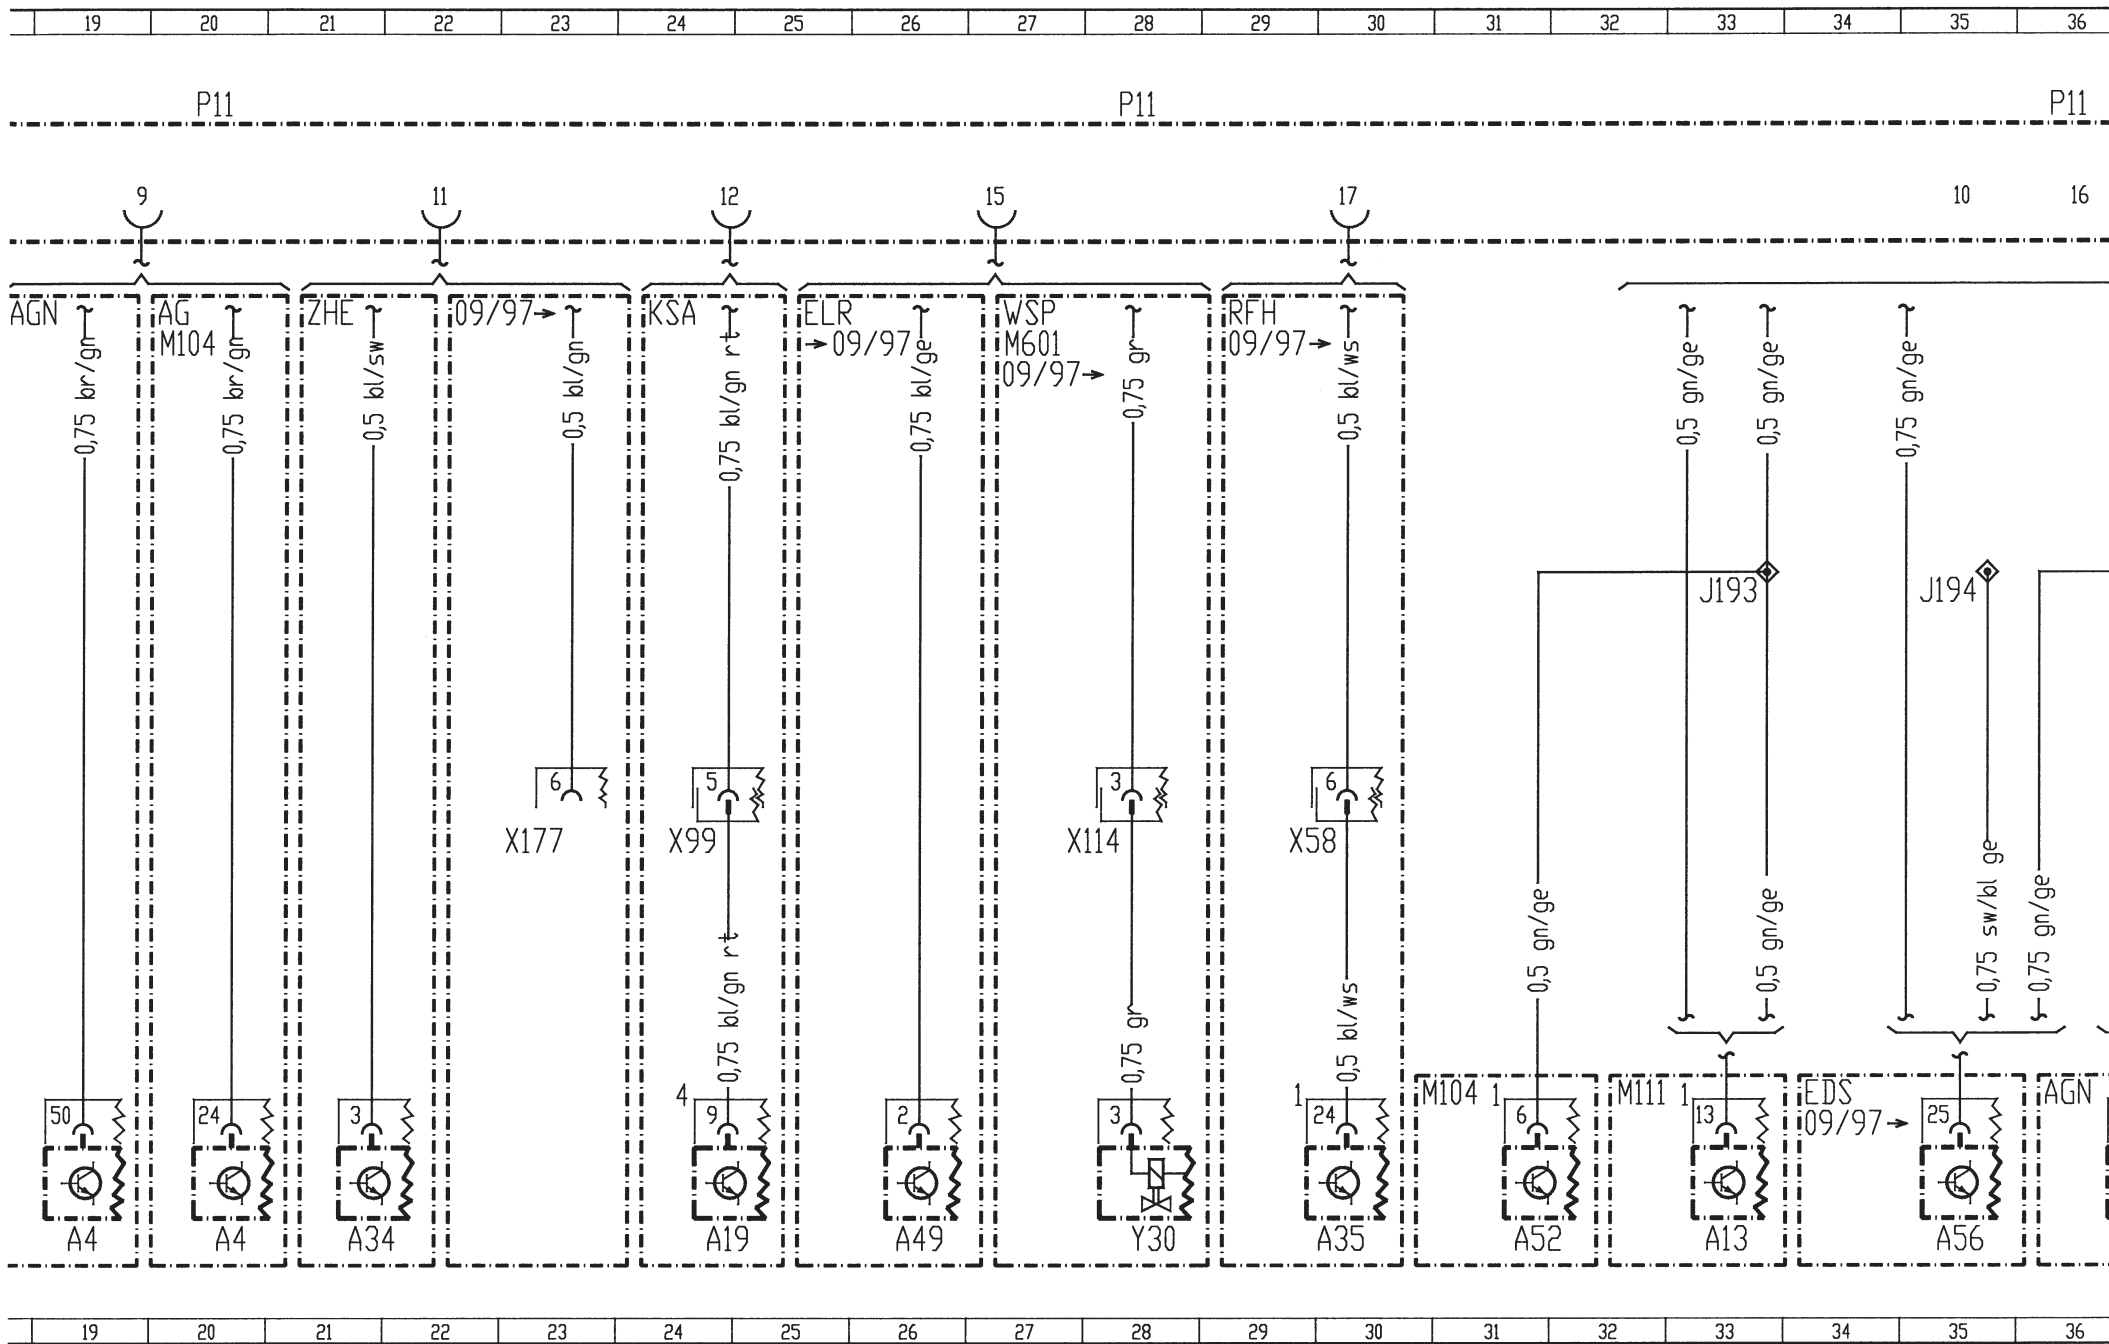 19 20 21 22 23 24 25 26 27 28 29 30 31 32 33 34 35 36
P11 P11 P11
9 11 12 15 17 10 16
AGN AG ZHE 09/97→ KSA ELR WSP RFH
M104 →09/97 M601 09/97→
09/97→
0,75 br/gn
0,75 br/gn
0,5 bl/sw
0,5 bl/gn
0,75 bl/gn rt
0,75 bl/ge
0,75 gr
0,5 bl/ws
0,5 gn/ge
0,5 gn/ge
0,75 gn/ge
J193 J194
6 5 3 6
X177 X99 X114 X58
0,75 bl/gn rt
0,75 gr
0,5 bl/ws
0,5 gn/ge
0,5 gn/ge
0,75 sw/bl ge
0,75 gn/ge
4 1 M104 1 M111 1 EDS AGN
50 24 3 9 2 3 24 6 13 09/97→ 25
A4 A4 A34 A19 A49 Y30 A35 A52 A13 A56
19 20 21 22 23 24 25 26 27 28 29 30 31 32 33 34 35 36